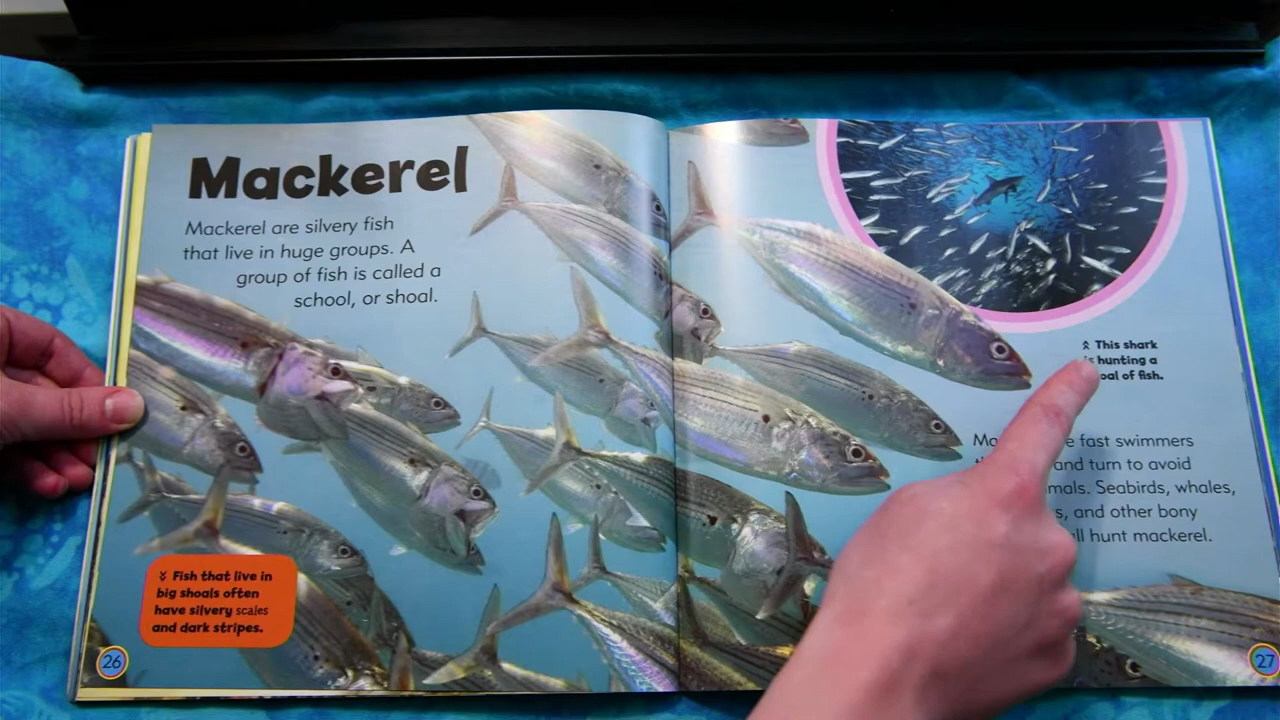 Mackerel
Mackerel are silvery fish
that live in huge groups. A
group of fish is called a
school, or shoal.
Fish that live in
big shoals often
have silvery scales
and dark stripes.
26
This shark
hunting a
of fish.
fast swimmers
and turn to avoid
Seabirds, whales,
and other bony
hunt mackerel.
27